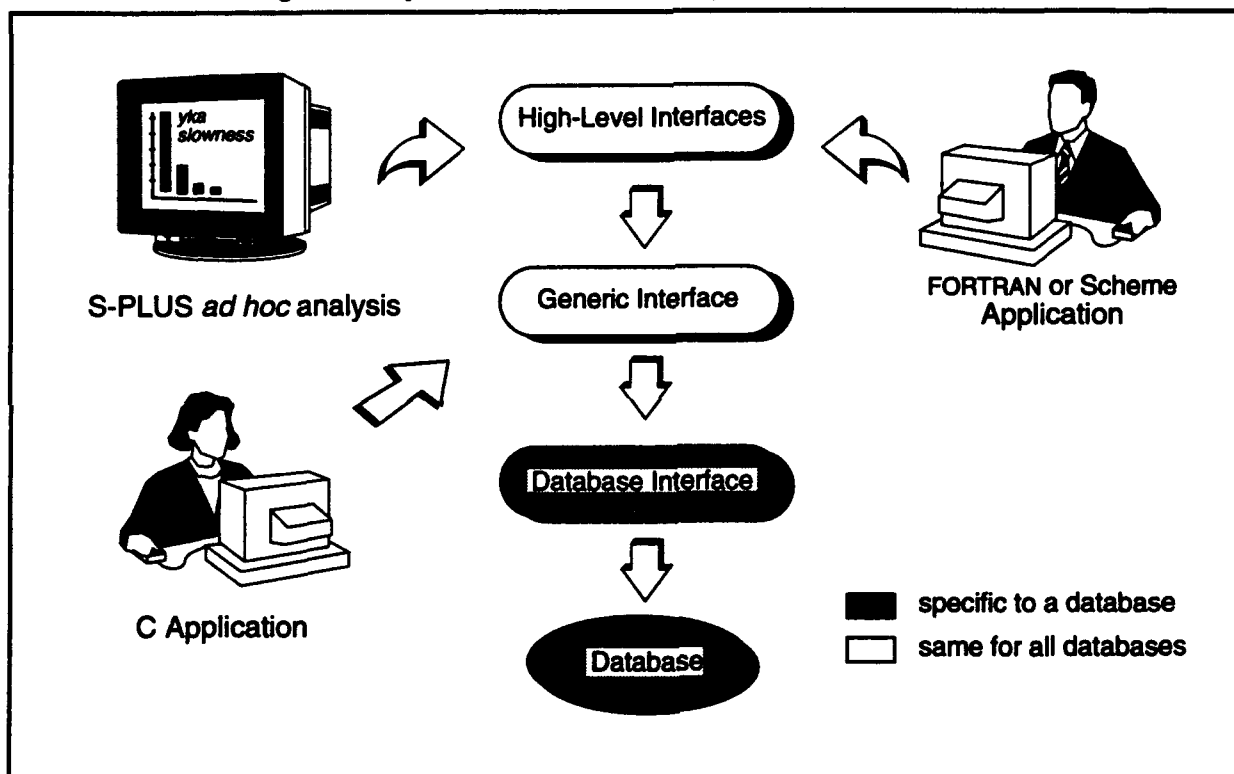 yka
slowness
High-Level Interfaces
S-PLUS ad hoc analysis
Generic Interface
FORTRAN or Scheme
Application
Database Interface
C Application
Database
specific to a database
same for all databases